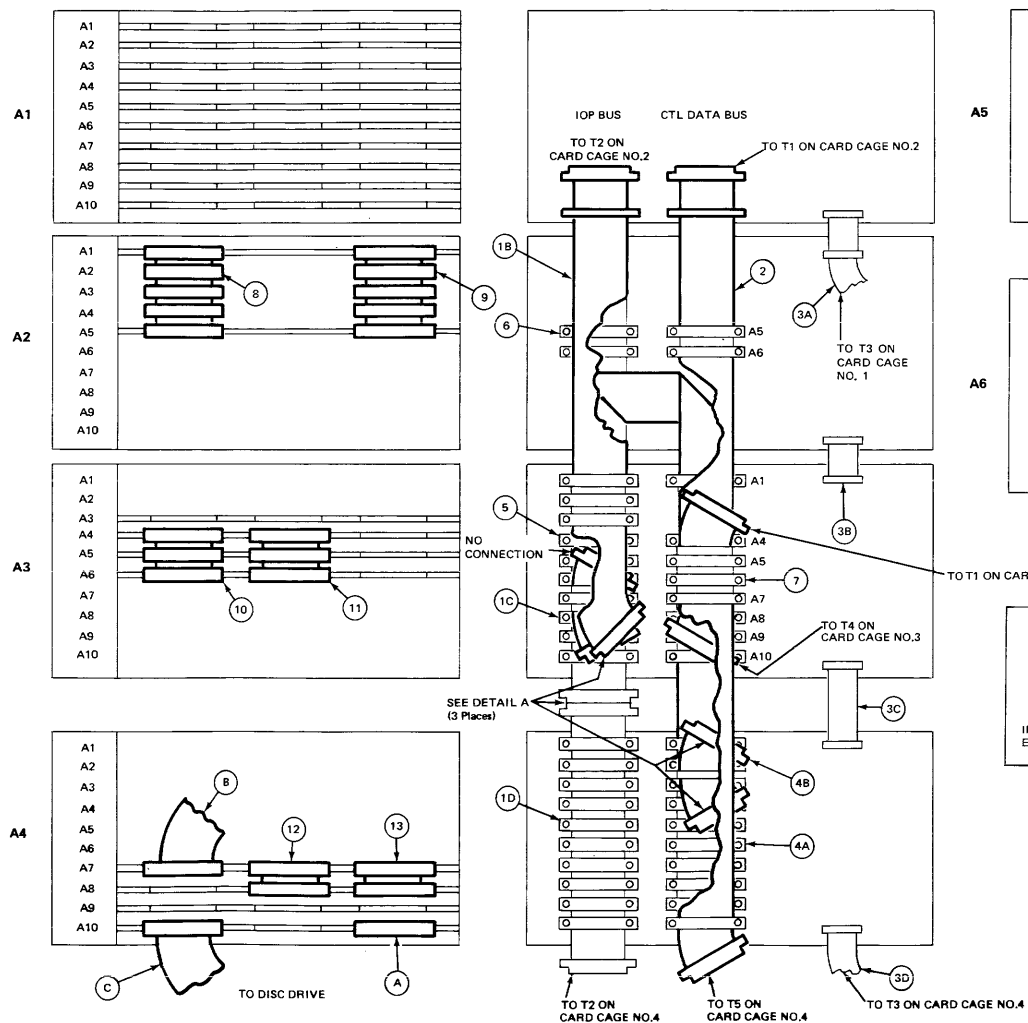 A1
A1
A2
A3
A4
A5
A6
A7
A8
A9
A10
IOP BUS
CTL DATA BUS
TO T2 ON
CARD CAGE NO.2
TO T1 ON CARD CAGE NO.2
A5
A2
A1
A2
A3
A4
A5
A6
A7
A8
A9
A10
8
9
1B
2
6
A5
A6
3A
TO T3 ON
CARD CAGE
NO. 1
A6
A3
A1
A2
A3
A4
A5
A6
A7
A8
A9
A10
10
11
5
NO
CONNECTION
1C
A1
A4
A5
7
A7
A8
A9
A10
3B
TO T1 ON CAR
TO T4 ON
CARD CAGE NO.3
SEE DETAIL A
(3 Places)
3C
A4
A1
A2
A3
A4
A5
A6
A7
A8
A9
A10
B
12
13
C
A
TO DISC DRIVE
1D
4B
4A
3D
TO T2 ON
CARD CAGE NO.4
TO T5 ON
CARD CAGE NO.4
TO T3 ON CARD CAGE NO.4